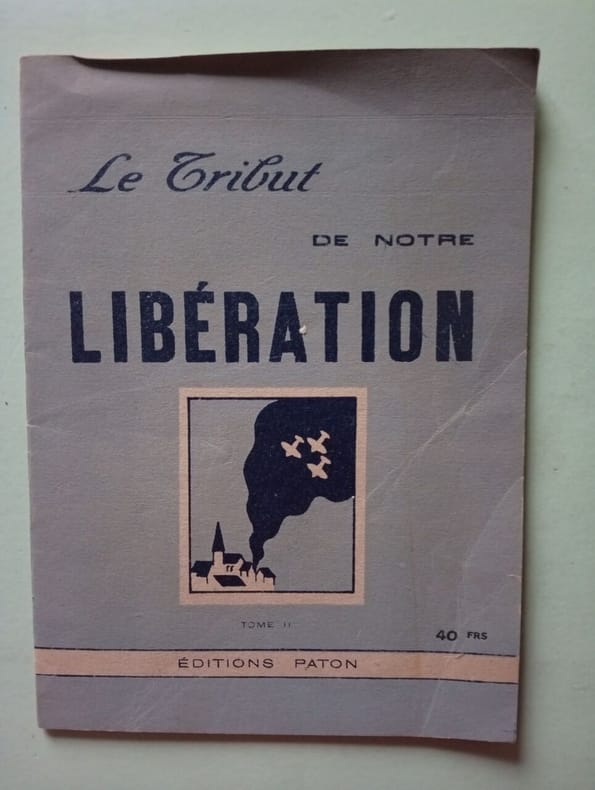 Le Tribut
DE NOTRE
LIBÉRATION
TOME II
40 FRS
ÉDITIONS PATON